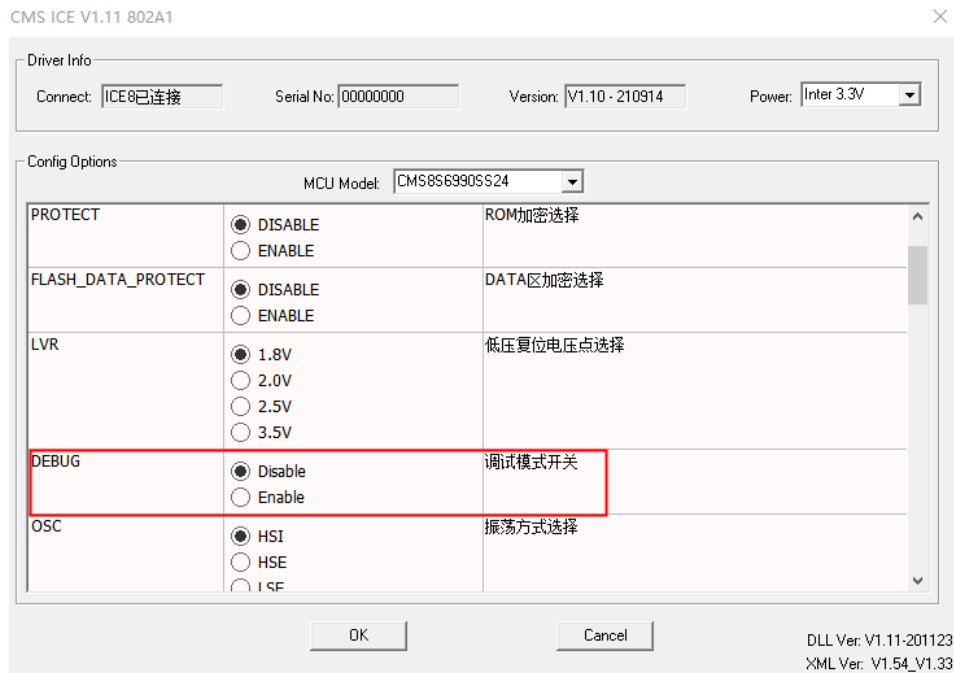 CMS ICE V1.11 802A1
Driver Info
Connect: ICE8已连接 Serial No: 00000000 Version: V1.10 - 210914 Power: Inter 3.3V
Config Options
MCU Model: CMS8S6990SS24
PROTECT DISABLE ROM加密选择
ENABLE
FLASH_DATA_PROTECT DISABLE DATA区加密选择
ENABLE
LVR 1.8V 低压复位电压点选择
2.0V
2.5V
3.5V
DEBUG Disable 调试模式开关
Enable
OSC HSI 振荡方式选择
HSE
LSE
OK Cancel
DLL Ver: V1.11-201123
XML Ver: V1.54_V1.33